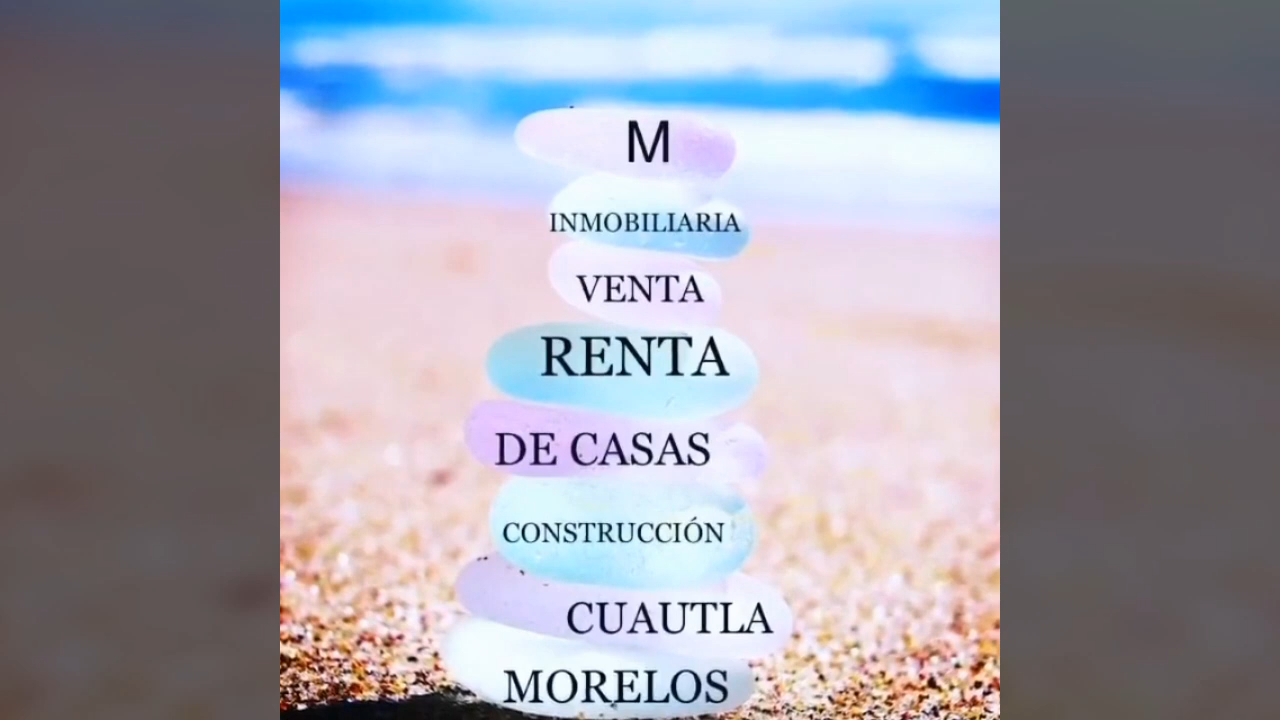 M
INMOBILIARIA
VENTA
RENTA
DE CASAS
CONSTRUCCIÓN
CUAUTLA
MORELOS